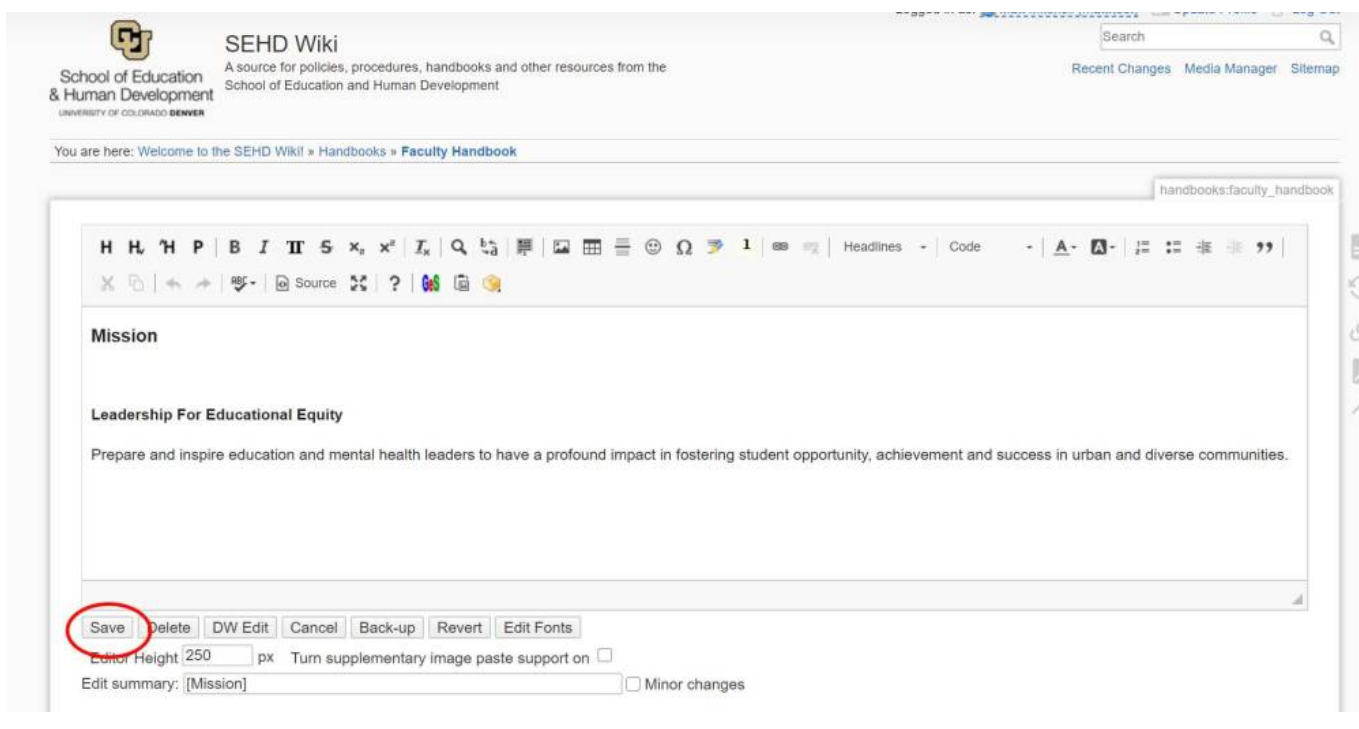 SEHD Wiki
A source for policies, procedures, handbooks and other resources from the
School of Education and Human Development
School of Education
& Human Development
UNIVERSITY OF COLORADO DENVER
Search
Recent Changes Media Manager Sitemap
You are here: Welcome to the SEHD Wiki! » Handbooks » Faculty Handbook
handbooks:faculty_handbook
H H P B I TT S x x² Ix 1 Headlines Code A A
ABC Source ?
Mission
Leadership For Educational Equity
Prepare and inspire education and mental health leaders to have a profound impact in fostering student opportunity, achievement and success in urban and diverse communities.
Save Delete DW Edit Cancel Back-up Revert Edit Fonts
Editor Height 250 px Turn supplementary image paste support on
Edit summary: [Mission] Minor changes